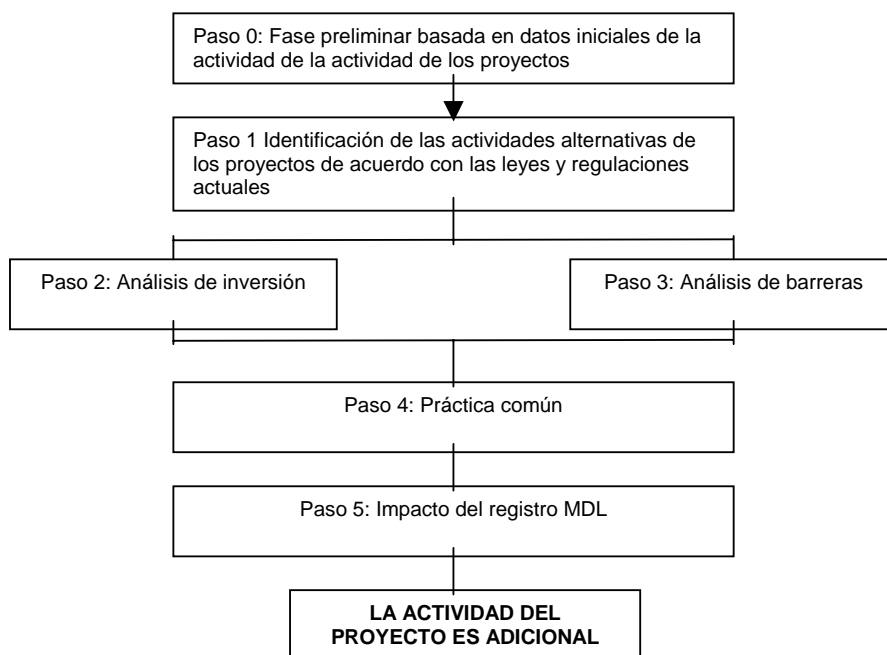 Paso 0: Fase preliminar basada en datos iniciales de la
actividad de la actividad de los proyectos
Paso 1 Identificación de las actividades alternativas de
los proyectos de acuerdo con las leyes y regulaciones
actuales
Paso 2: Análisis de inversión
Paso 3: Análisis de barreras
Paso 4: Práctica común
Paso 5: Impacto del registro MDL
LA ACTIVIDAD DEL
PROYECTO ES ADICIONAL